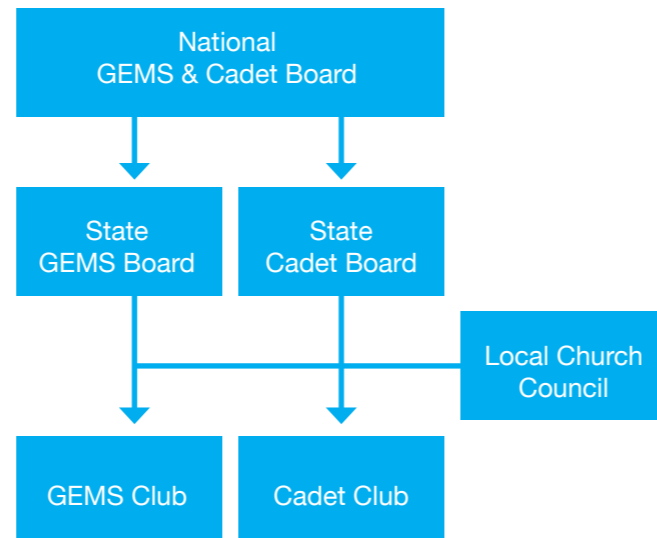 National
GEMS & Cadet Board
State
GEMS Board
State
Cadet Board
Local Church
Council
GEMS Club
Cadet Club